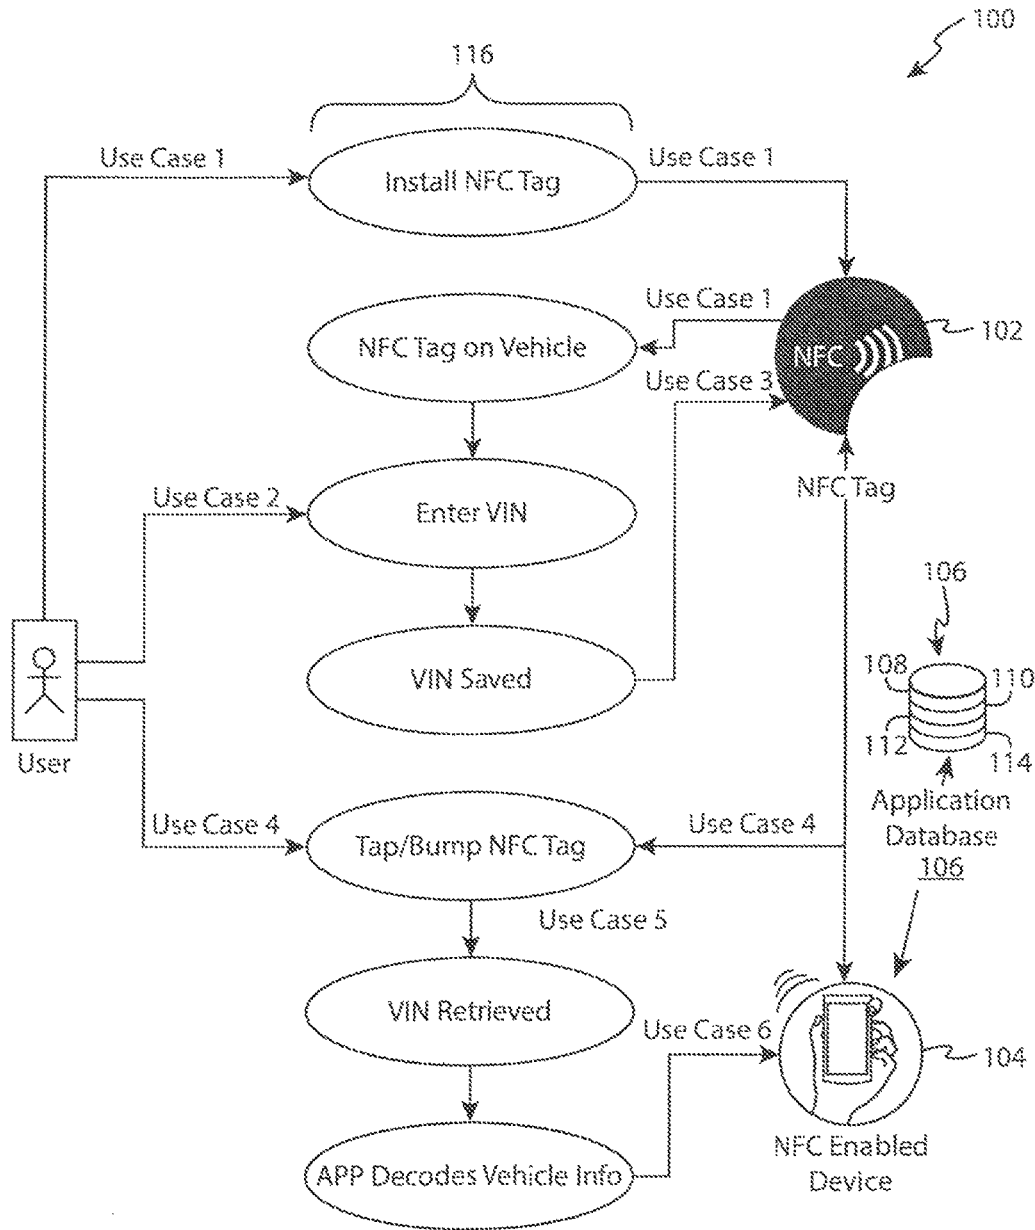 100
116
Use Case 1
Use Case 1
Install NFC Tag
Use Case 1
NFC Tag on Vehicle
NFC
102
Use Case 3
NFC Tag
Use Case 2
Enter VIN
106
VIN Saved
108
110
112
114
User
Application
Database
106
Use Case 4
Tap/Bump NFC Tag
Use Case 4
Use Case 5
VIN Retrieved
Use Case 6
104
NFC Enabled
Device
APP Decodes Vehicle Info